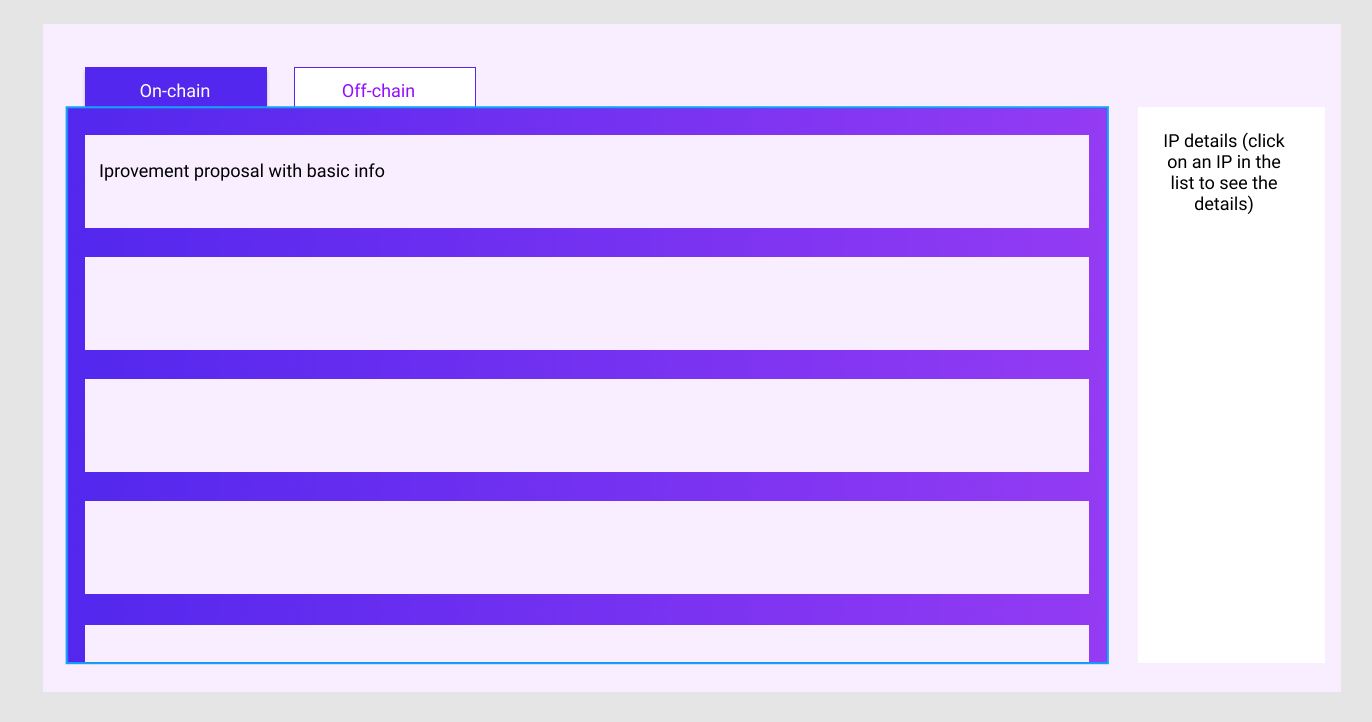 On-chain
Off-chain
Iprovement proposal with basic info
IP details (click
on an IP in the
list to see the
details)